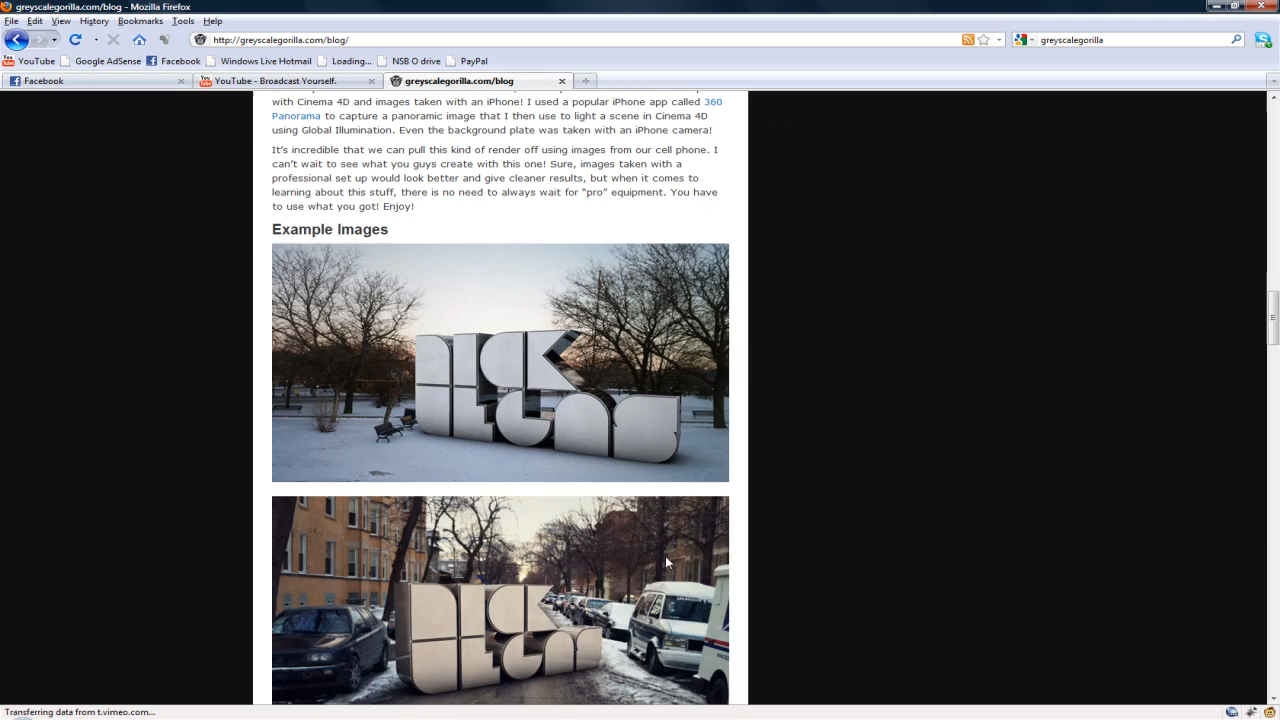 greyscalegorilla.com/blog - Mozilla Firefox
File Edit View History Bookmarks Tools Help
http://greyscalegorilla.com/blog/
greyscalegorilla
YouTube Google AdSense Facebook Windows Live Hotmail Loading... NSB O drive PayPal
Facebook YouTube - Broadcast Yourself. greyscalegorilla.com/blog
with Cinema 4D and images taken with an iPhone! I used a popular iPhone app called 360
Panorama to capture a panoramic image that I then use to light a scene in Cinema 4D
using Global Illumination. Even the background plate was taken with an iPhone camera!
It's incredible that we can pull this kind of render off using images from our cell phone. I
can't wait to see what you guys create with this one! Sure, images taken with a
professional set up would look better and give cleaner results, but when it comes to
learning about this stuff, there is no need to always wait for “pro” equipment. You have
to use what you got! Enjoy!
Example Images
Transferring data from t.vimeo.com...